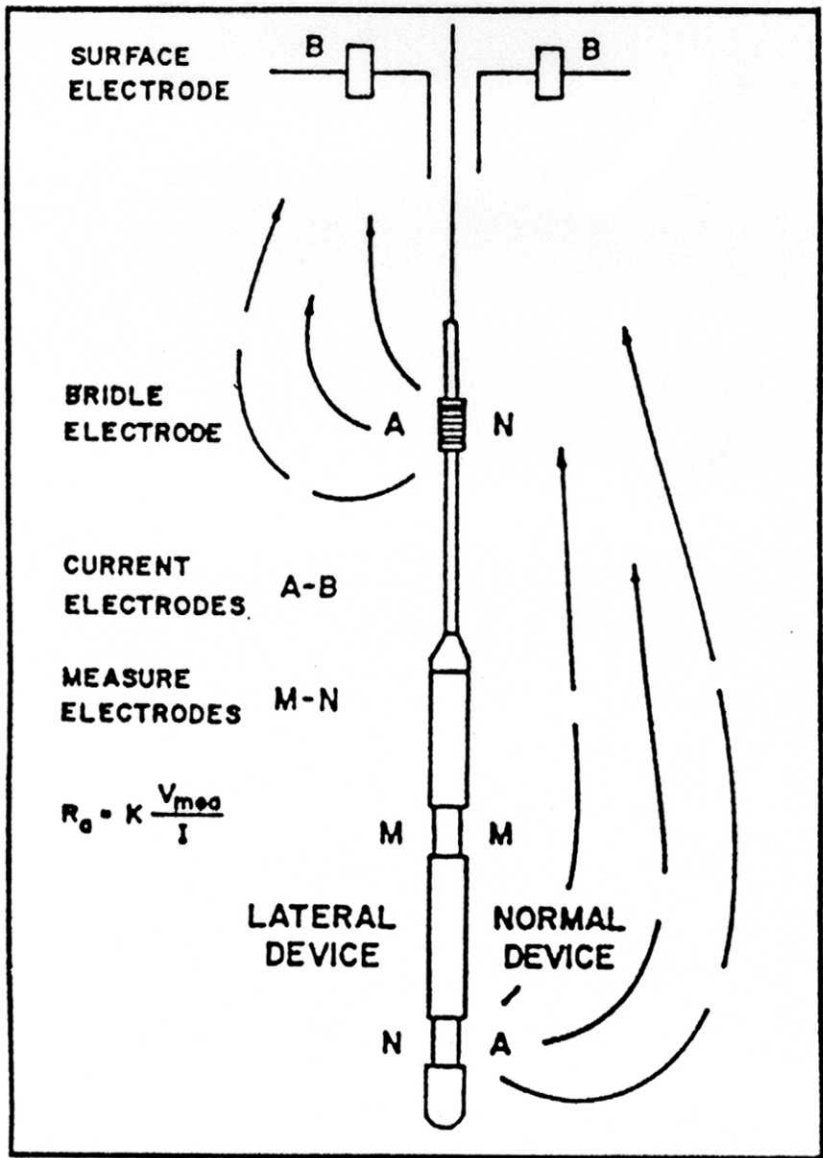 SURFACE
ELECTRODE
B
B
BRIDLE
ELECTRODE
A
N
CURRENT
ELECTRODES
A-B
MEASURE
ELECTRODES
M-N
Ra = K Vmea / I
M
M
LATERAL
DEVICE
NORMAL
DEVICE
N
A